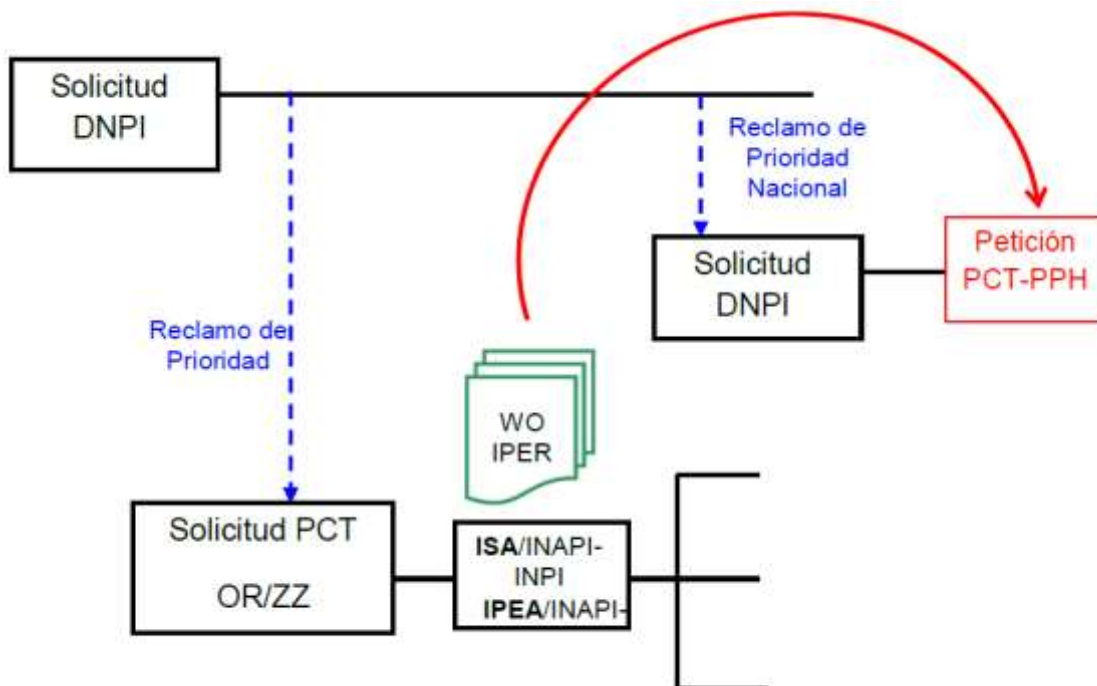 Solicitud
DNPI
Reclamo de
Prioridad
Nacional
Solicitud
DNPI
Petición
PCT-PPH
Reclamo de
Prioridad
WO
IPER
Solicitud PCT
OR/ZZ
ISA/INAPI-
INPI
IPEA/INAPI-